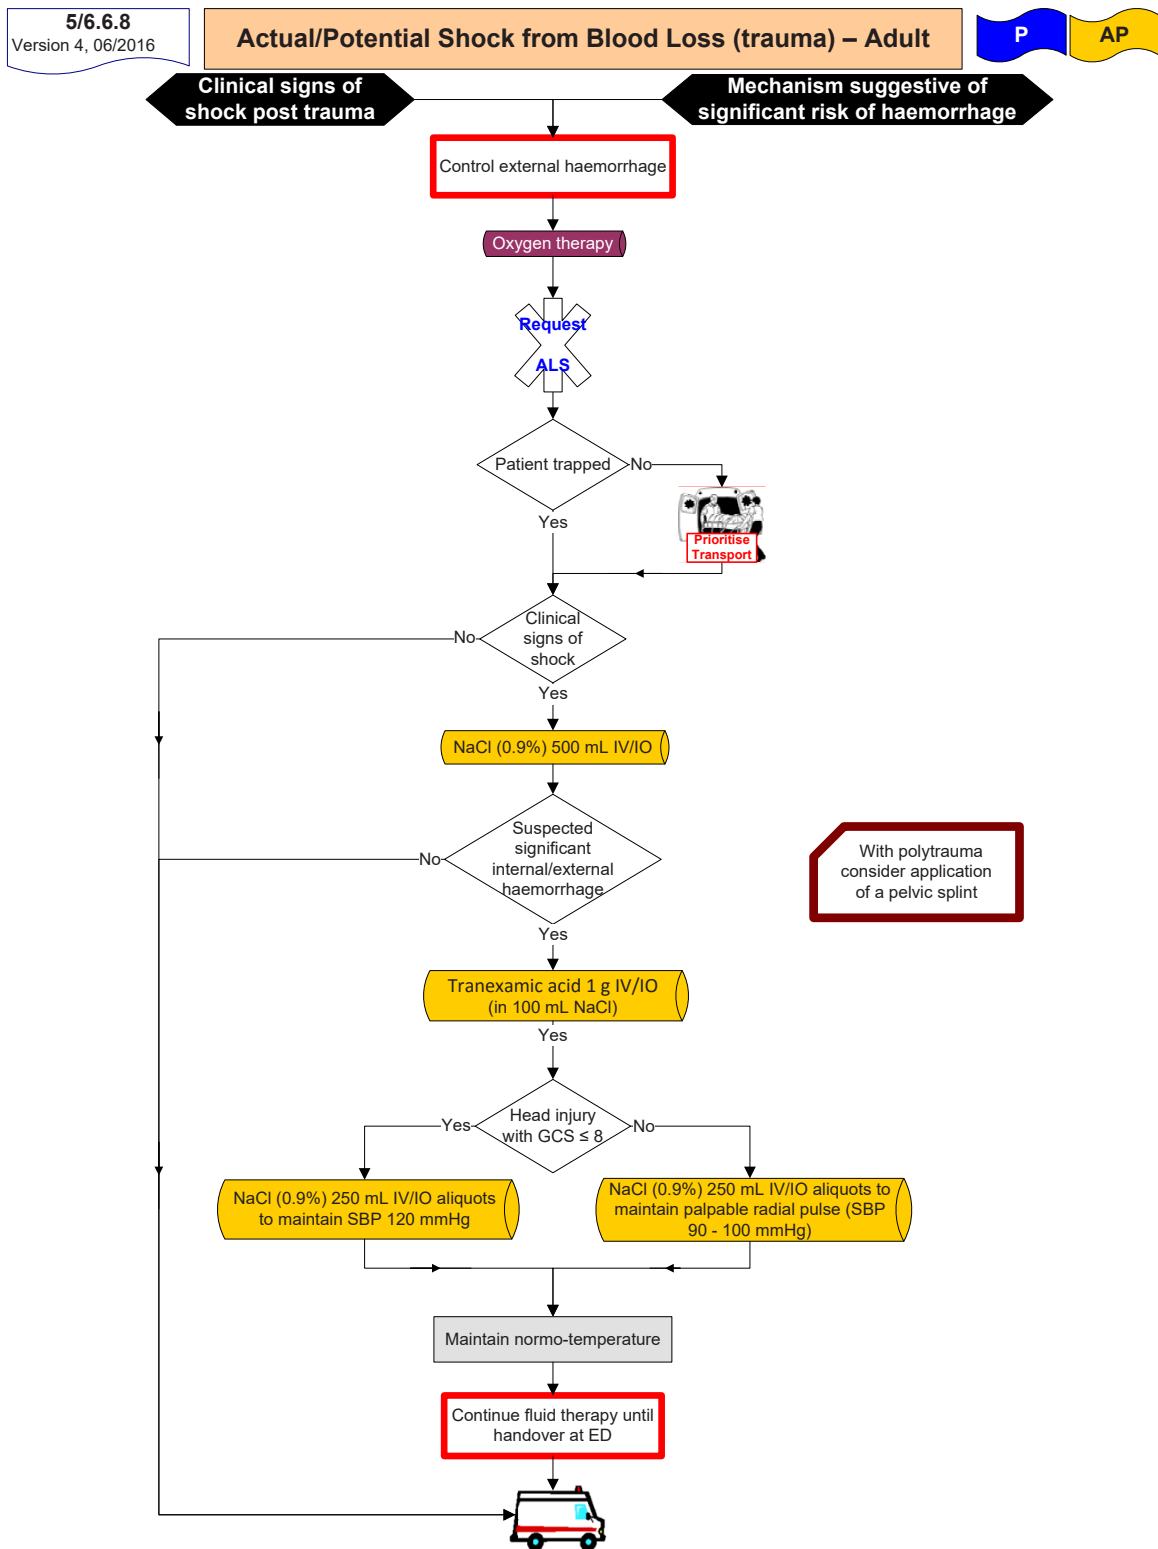 5/6.6.8
Version 4, 06/2016
Actual/Potential Shock from Blood Loss (trauma) – Adult
P
AP
Clinical signs of
shock post trauma
Mechanism suggestive of
significant risk of haemorrhage
Control external haemorrhage
Oxygen therapy
Request
ALS
Patient trapped
No
Yes
Prioritise
Transport
Clinical
signs of
shock
No
Yes
NaCl (0.9%) 500 mL IV/IO
Suspected
significant
internal/external
haemorrhage
No
Yes
With polytrauma
consider application
of a pelvic splint
Tranexamic acid 1 g IV/IO
(in 100 mL NaCl)
Yes
Head injury
with GCS ≤ 8
Yes
No
NaCl (0.9%) 250 mL IV/IO aliquots
to maintain SBP 120 mmHg
NaCl (0.9%) 250 mL IV/IO aliquots to
maintain palpable radial pulse (SBP
90 - 100 mmHg)
Maintain normo-temperature
Continue fluid therapy until
handover at ED